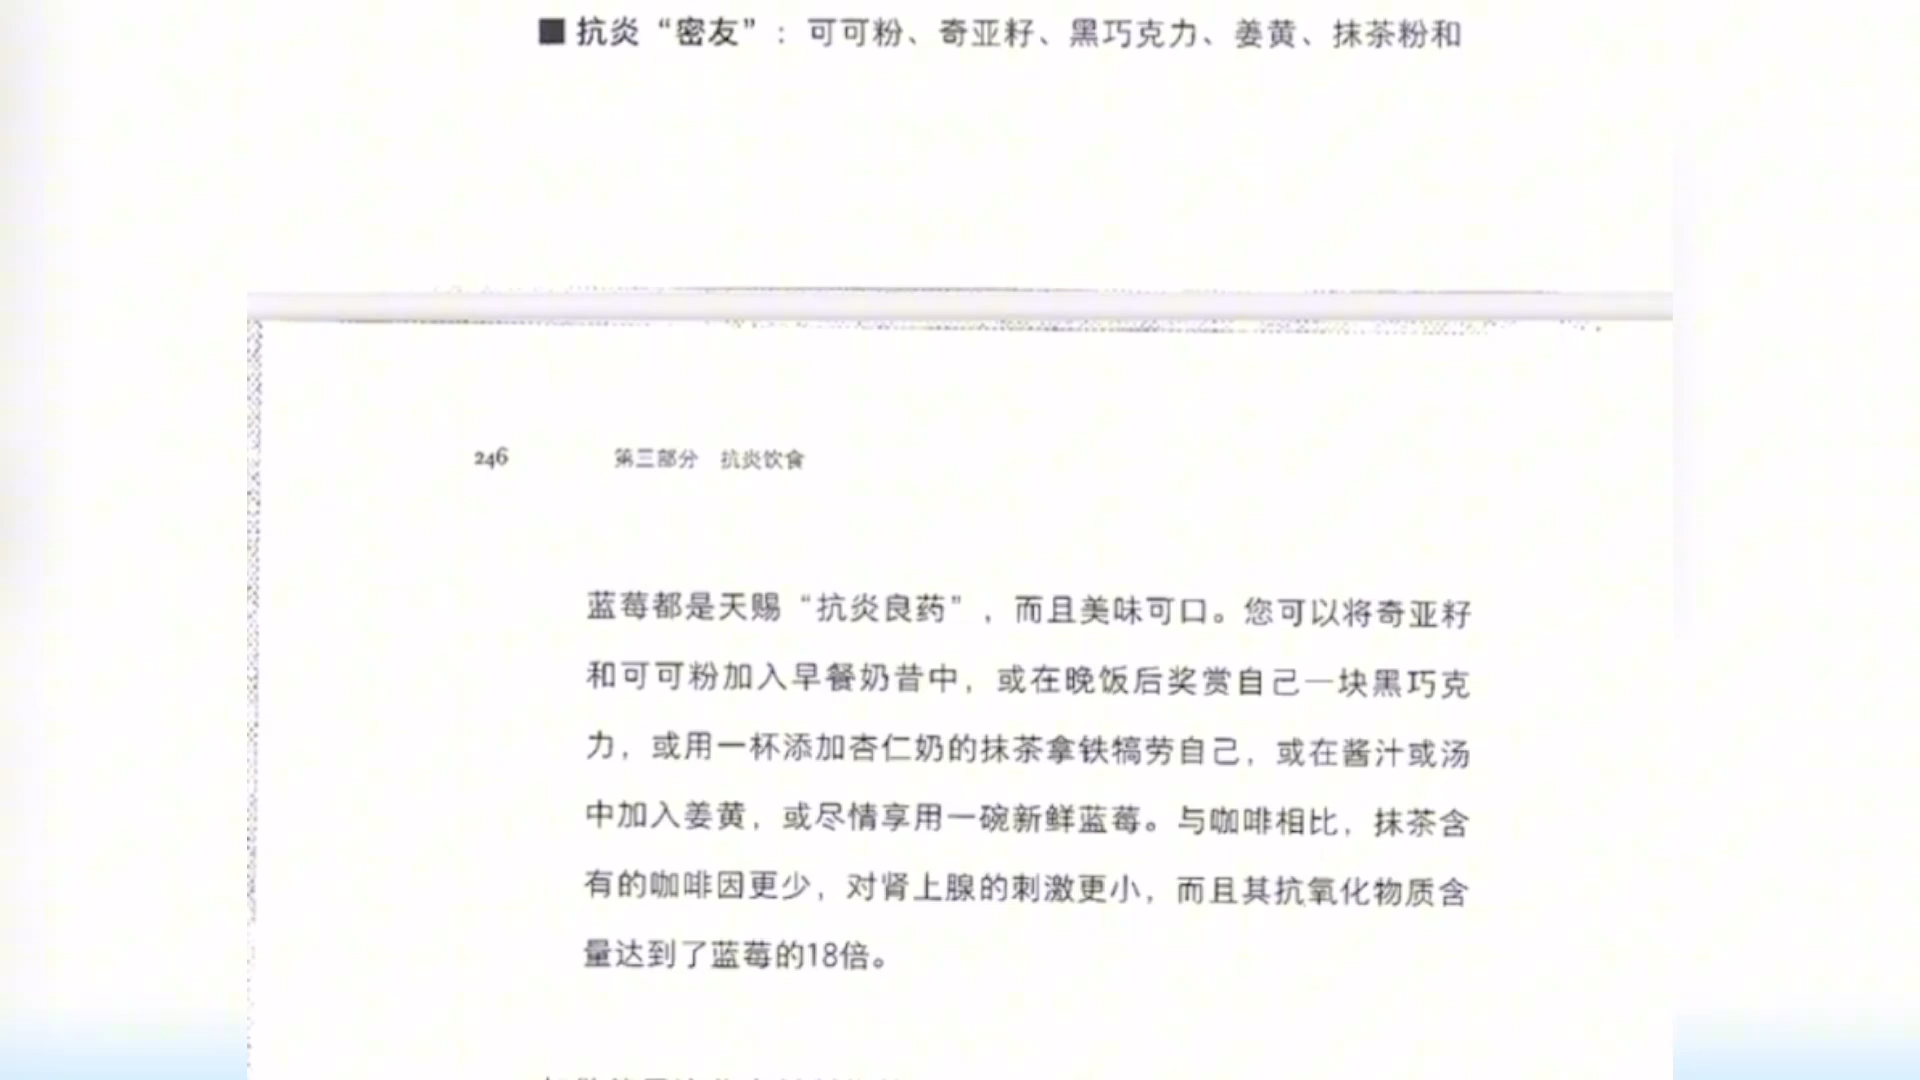 ■ 抗炎“密友”：可可粉、奇亚籽、黑巧克力、姜黄、抹茶粉和
246 第三部分 抗炎饮食
蓝莓都是天赐“抗炎良药”，而且美味可口。您可以将奇亚籽
和可可粉加入早餐奶昔中，或在晚饭后奖赏自己一块黑巧克
力，或用一杯添加杏仁奶的抹茶拿铁犒劳自己，或在酱汁或汤
中加入姜黄，或尽情享用一碗新鲜蓝莓。与咖啡相比，抹茶含
有的咖啡因更少，对肾上腺的刺激更小，而且其抗氧化物质含
量达到了蓝莓的18倍。